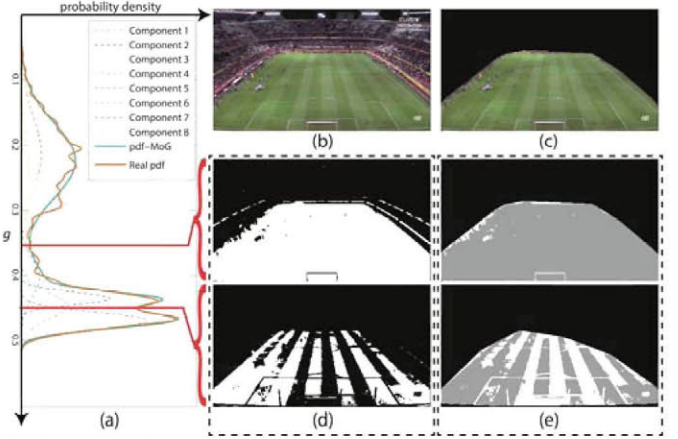 probability density
Component 1
Component 2
Component 3
Component 4
Component 5
Component 6
Component 7
Component 8
pdf-MoG
Real pdf
0.1
0.2
0.3
g
0.4
0.5
(a)
(b)
(c)
(d)
(e)